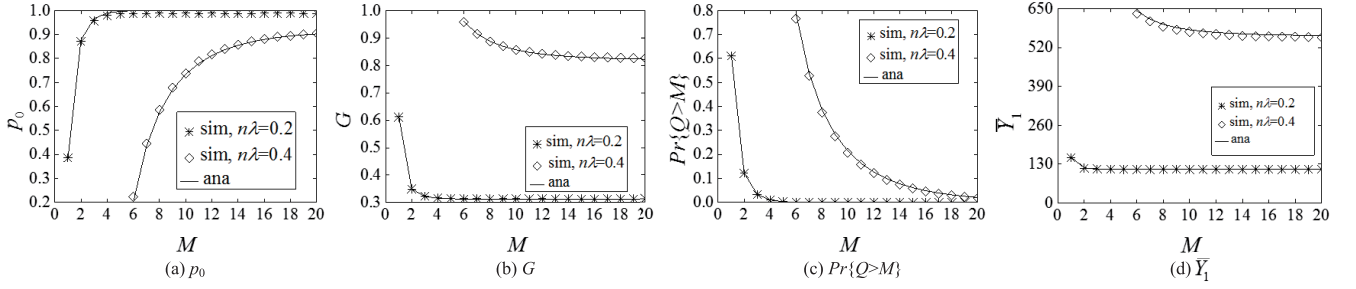 1.0
0.9
0.8
0.7
0.6
0.5
0.4
0.3
0.2
p₀
sim, nλ=0.2
sim, nλ=0.4
ana
0 2 4 6 8 10 12 14 16 18 20
M
(a) p₀
1.0
0.9
0.8
0.7
0.6
0.5
0.4
0.3
G
sim, nλ=0.2
sim, nλ=0.4
ana
0 2 4 6 8 10 12 14 16 18 20
M
(b) G
0.8
0.7
0.6
0.5
0.4
0.3
0.2
0.1
0.0
Pr{Q>M}
sim, nλ=0.2
sim, nλ=0.4
ana
0 2 4 6 8 10 12 14 16 18 20
M
(c) Pr{Q>M}
650
520
390
260
130
0
Y̅₁
sim, nλ=0.2
sim, nλ=0.4
ana
0 2 4 6 8 10 12 14 16 18 20
M
(d) Y̅₁